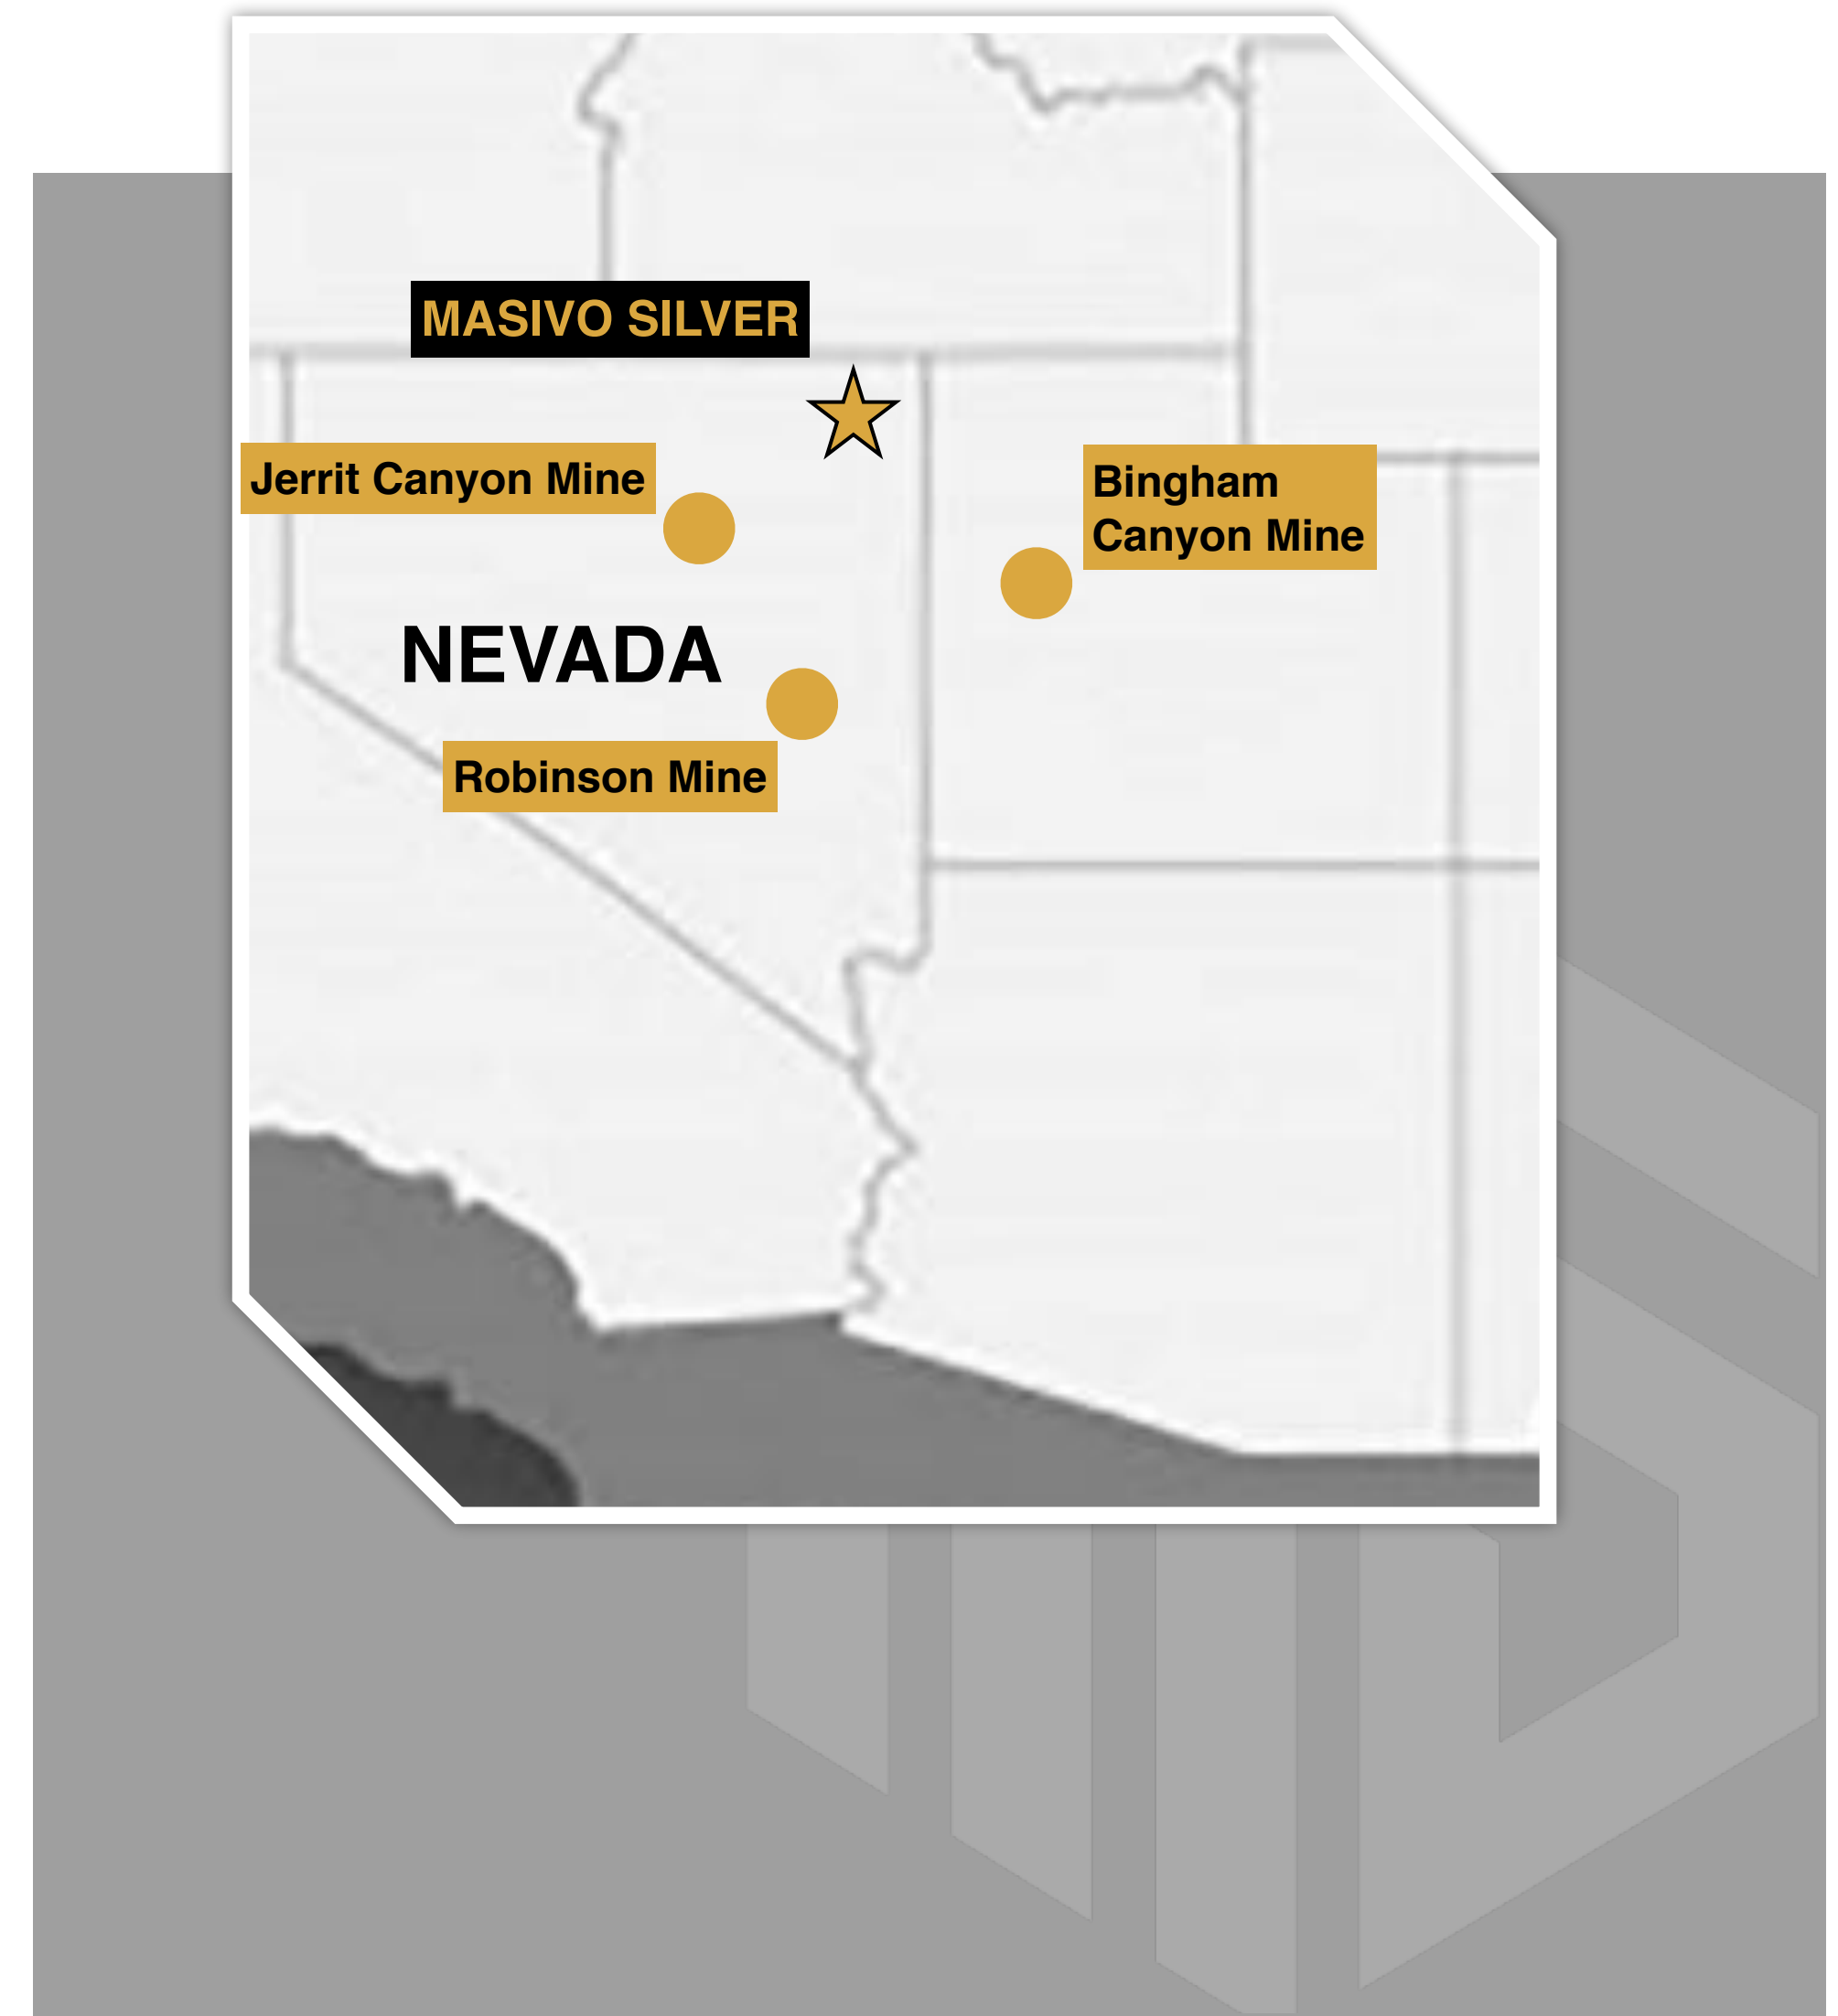 MASIVO SILVER
Jerrit Canyon Mine
Bingham
Canyon Mine
NEVADA
Robinson Mine